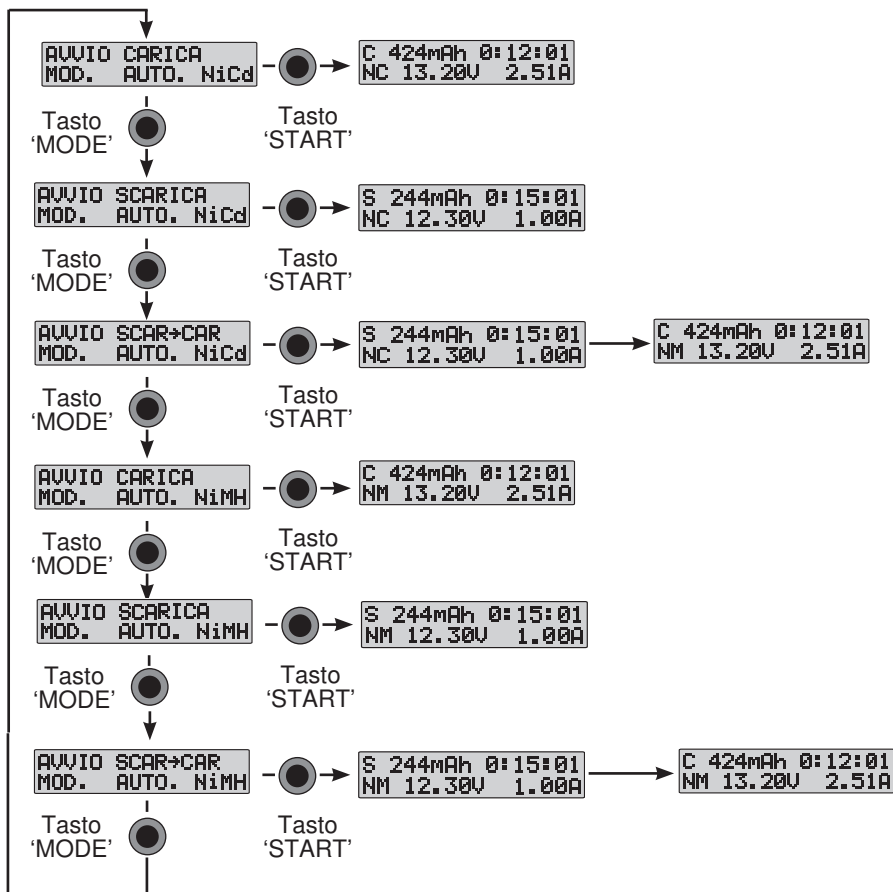 AVVIO CARICA
MOD. AUTO. NiCd
C 424mAh 0:12:01
NC 13.20V 2.51A
Tasto
‘MODE’
Tasto
‘START’
AVVIO SCARICA
MOD. AUTO. NiCd
S 244mAh 0:15:01
NC 12.30V 1.00A
Tasto
‘MODE’
Tasto
‘START’
AVVIO SCAR→CAR
MOD. AUTO. NiCd
S 244mAh 0:15:01
NC 12.30V 1.00A
C 424mAh 0:12:01
NM 13.20V 2.51A
Tasto
‘MODE’
Tasto
‘START’
AVVIO CARICA
MOD. AUTO. NiMH
C 424mAh 0:12:01
NM 13.20V 2.51A
Tasto
‘MODE’
Tasto
‘START’
AVVIO SCARICA
MOD. AUTO. NiMH
S 244mAh 0:15:01
NM 12.30V 1.00A
Tasto
‘MODE’
Tasto
‘START’
AVVIO SCAR→CAR
MOD. AUTO. NiMH
S 244mAh 0:15:01
NM 12.30V 1.00A
C 424mAh 0:12:01
NM 13.20V 2.51A
Tasto
‘MODE’
Tasto
‘START’